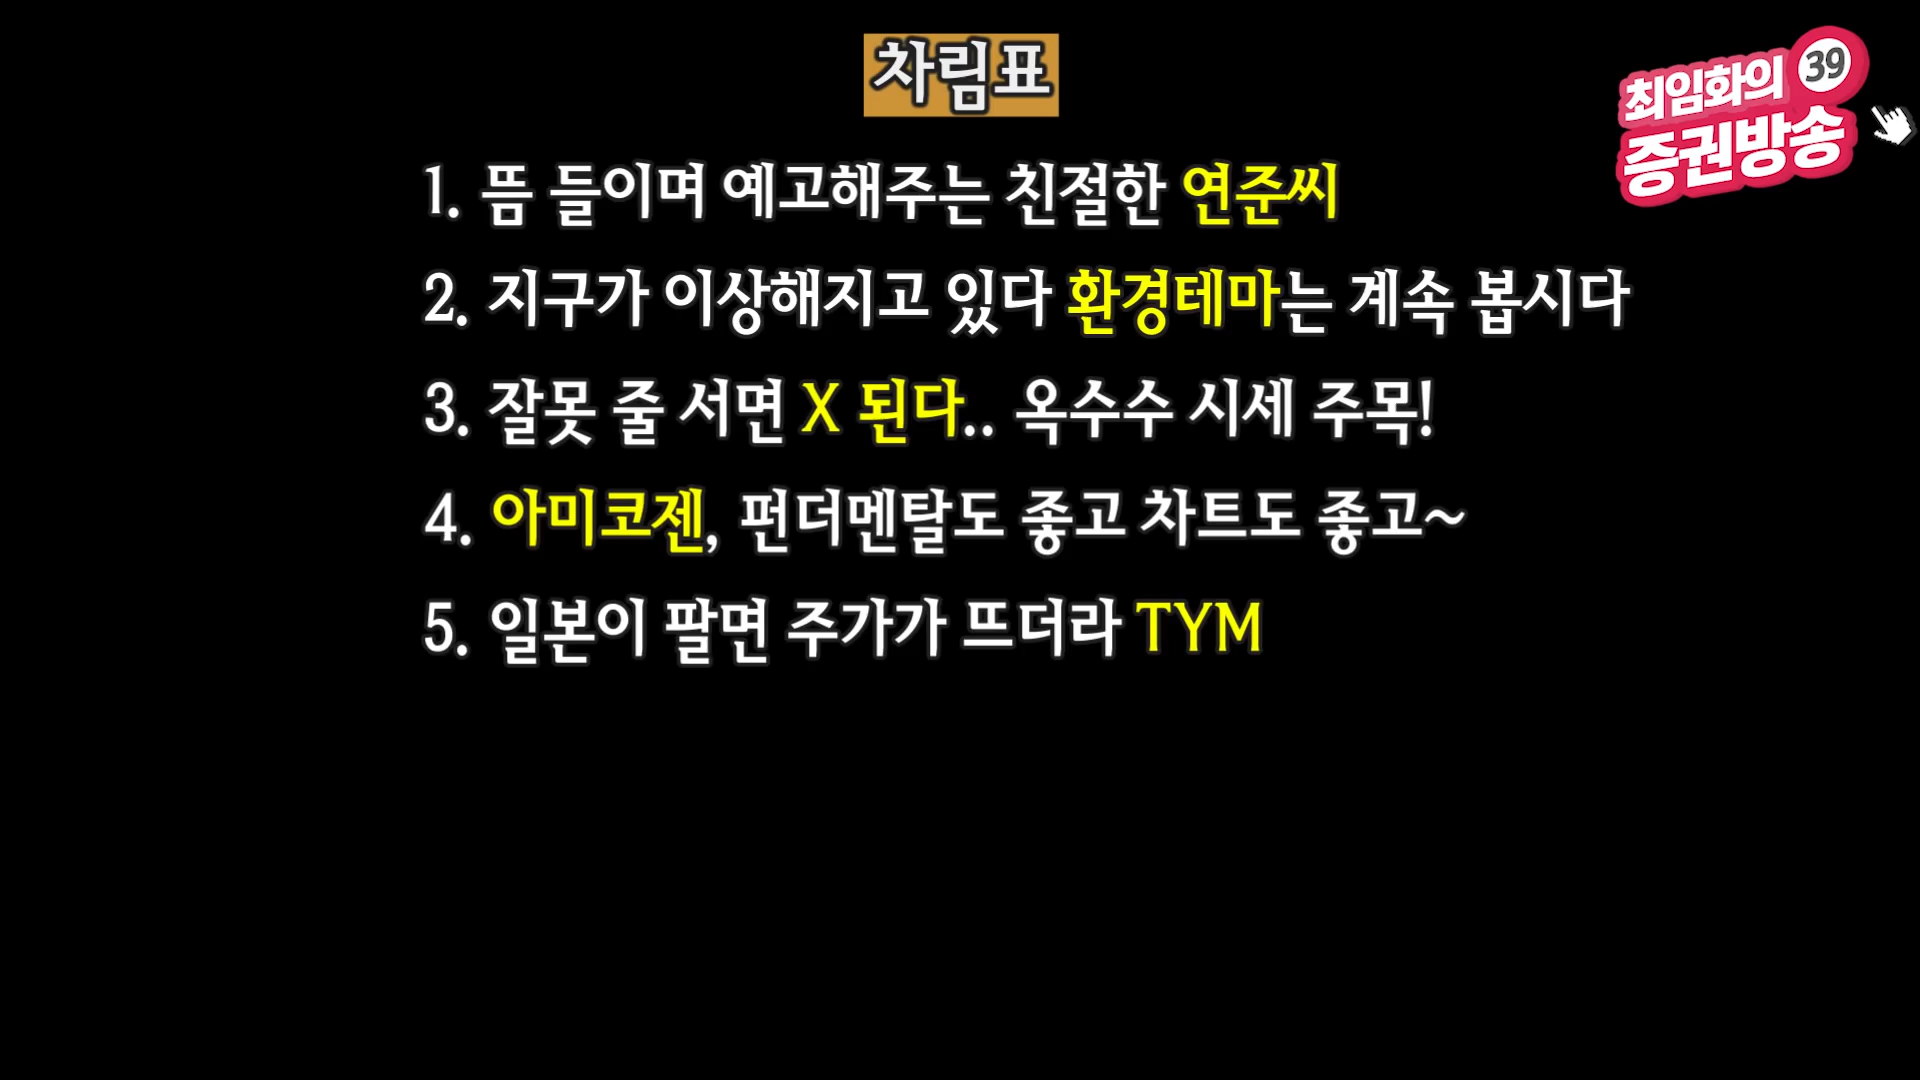 차림표
최임화의 39
증권방송
1. 뜸 들이며 예고해주는 친절한 연준씨
2. 지구가 이상해지고 있다 환경테마는 계속 봅시다
3. 잘못 줄 서면 X 된다.. 옥수수 시세 주목!
4. 아미코젠, 펀더멘탈도 좋고 차트도 좋고~
5. 일본이 팔면 주가가 뜨더라 TYM